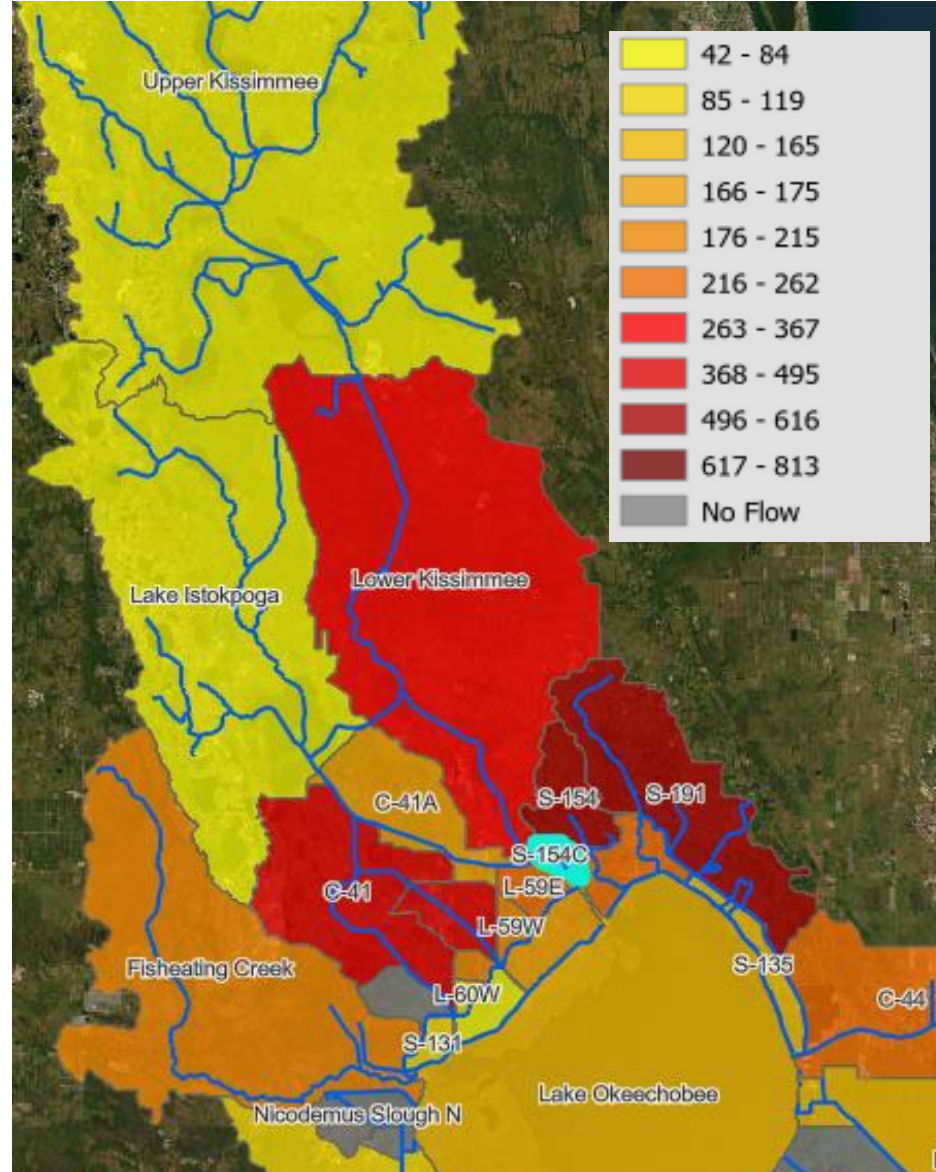 Upper Kissimmee
42 - 84
85 - 119
120 - 165
166 - 175
176 - 215
216 - 262
263 - 367
368 - 495
496 - 616
617 - 813
No Flow
Lake Istokpoga
Lower Kissimmee
C-41A
S-154
S-191
S-154C
L-59E
C-41
L-59W
Fisheating Creek
S-135
L-60W
C-44
S-131
Lake Okeechobee
Nicodemus Slough N